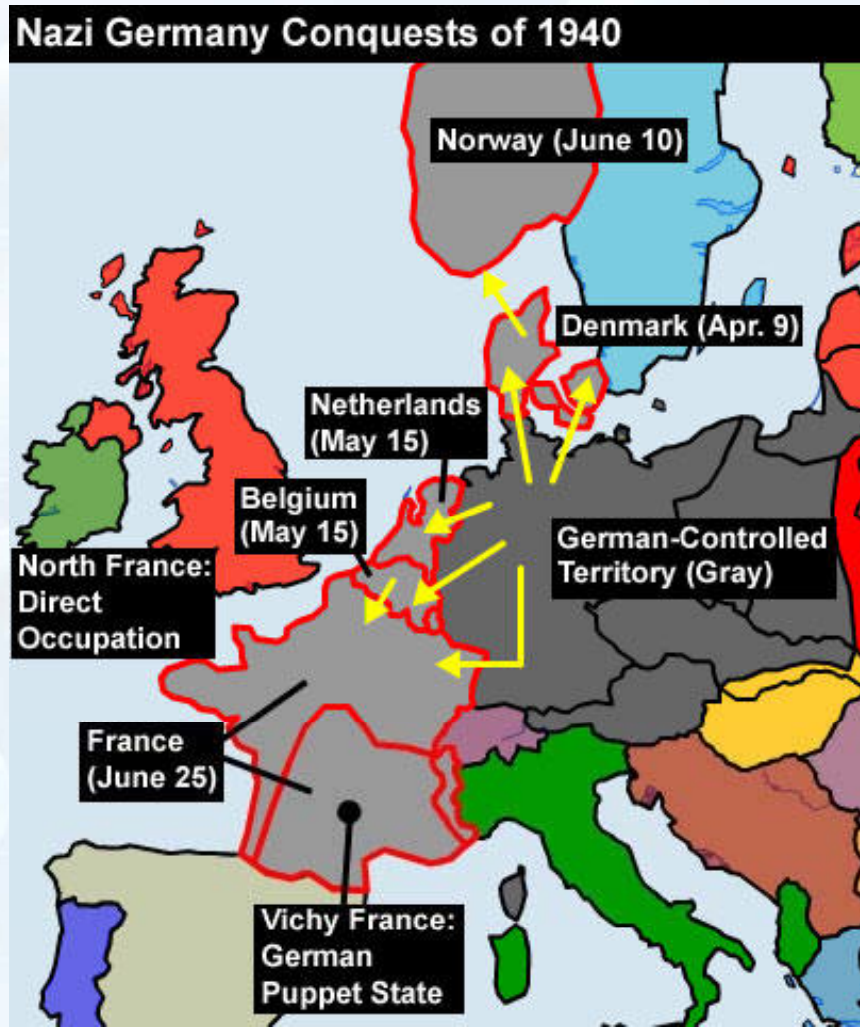 Nazi Germany Conquests of 1940
Norway (June 10)
Denmark (Apr. 9)
Netherlands
(May 15)
Belgium
(May 15)
German-Controlled
Territory (Gray)
North France:
Direct
Occupation
France
(June 25)
Vichy France:
German
Puppet State